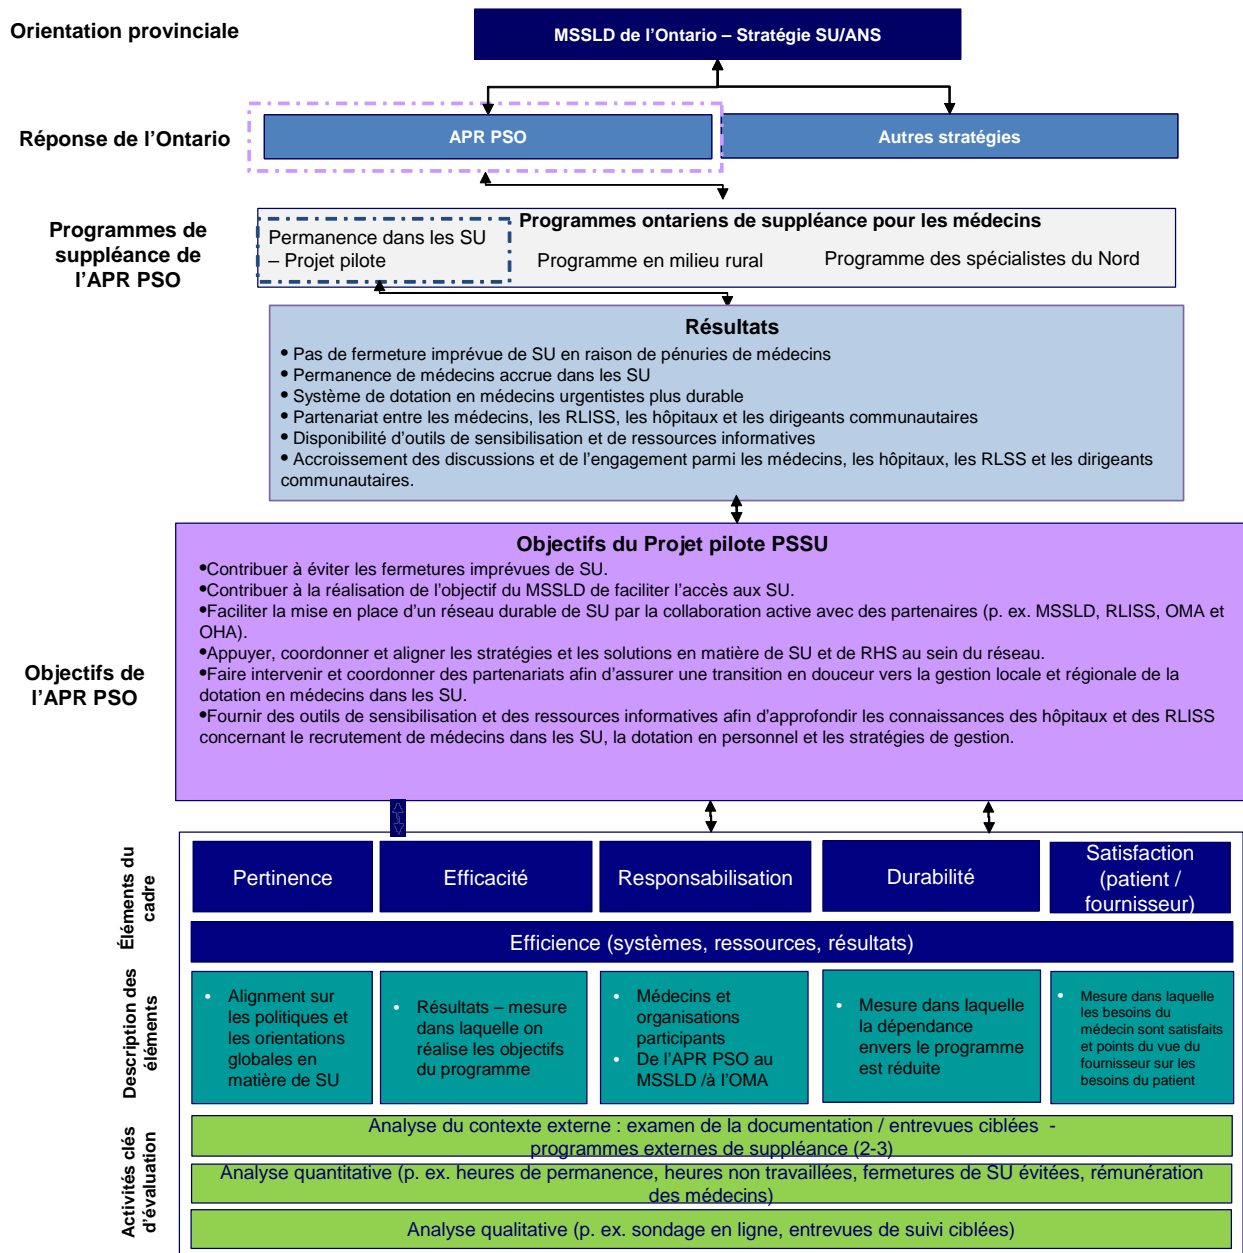 Orientation provinciale
MSSLD de l'Ontario – Stratégie SU/ANS
Réponse de l'Ontario
APR PSO
Autres stratégies
Programmes de
suppléance de
l'APR PSO
Programmes ontariens de suppléance pour les médecins
Permanence dans les SU
– Projet pilote
Programme en milieu rural
Programme des spécialistes du Nord
Résultats
• Pas de fermeture imprévue de SU en raison de pénuries de médecins
• Permanence de médecins accrue dans les SU
• Système de dotation en médecins urgentistes plus durable
• Partenariat entre les médecins, les RLISS, les hôpitaux et les dirigeants communautaires
• Disponibilité d'outils de sensibilisation et de ressources informatives
• Accroissement des discussions et de l'engagement parmi les médecins, les hôpitaux, les RLSS et les dirigeants
communautaires.
Objectifs de
l'APR PSO
Objectifs du Projet pilote PSSU
•Contribuer à éviter les fermetures imprévues de SU.
•Contribuer à la réalisation de l'objectif du MSSLD de faciliter l'accès aux SU.
•Faciliter la mise en place d'un réseau durable de SU par la collaboration active avec des partenaires (p. ex. MSSLD, RLISS, OMA et
OHA).
•Appuyer, coordonner et aligner les stratégies et les solutions en matière de SU et de RHS au sein du réseau.
•Faire intervenir et coordonner des partenariats afin d'assurer une transition en douceur vers la gestion locale et régionale de la
dotation en médecins dans les SU.
•Fournir des outils de sensibilisation et des ressources informatives afin d'approfondir les connaissances des hôpitaux et des RLISS
concernant le recrutement de médecins dans les SU, la dotation en personnel et les stratégies de gestion.
Éléments du
cadre
Pertinence
Efficacité
Responsabilisation
Durabilité
Satisfaction
(patient /
fournisseur)
Efficience (systèmes, ressources, résultats)
Description des
éléments
• Alignment sur
les politiques et
les orientations
globales en
matière de SU
• Résultats – mesure
dans laquelle on
réalise les objectifs
du programme
• Médecins et
organisations
participants
• De l'APR PSO au
MSSLD /à l'OMA
• Mesure dans laquelle
la dépendance
envers le programme
est réduite
• Mesure dans laquelle
les besoins du
médecin sont satisfaits
et points du vue du
fournisseur sur les
besoins du patient
Activités clés
d'évaluation
Analyse du contexte externe : examen de la documentation / entrevues ciblées -
programmes externes de suppléance (2-3)
Analyse quantitative (p. ex. heures de permanence, heures non travaillées, fermetures de SU évitées, rémunération
des médecins)
Analyse qualitative (p. ex. sondage en ligne, entrevues de suivi ciblées)